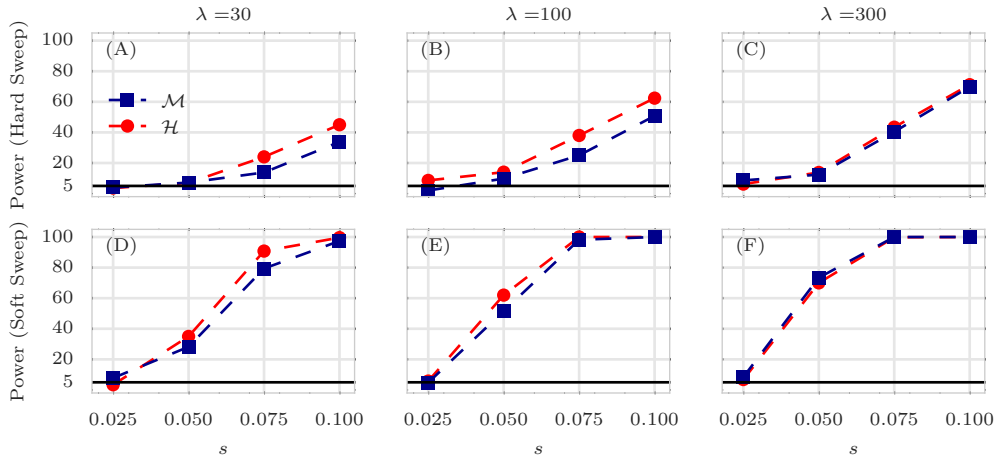 λ =30
λ =100
λ =300
Power (Hard Sweep)
100
80
60
40
20
5
(A)
ℳ
ℋ
(B)
(C)
Power (Soft Sweep)
100
80
60
40
20
5
(D)
(E)
(F)
0.025 0.050 0.075 0.100
0.025 0.050 0.075 0.100
0.025 0.050 0.075 0.100
s
s
s